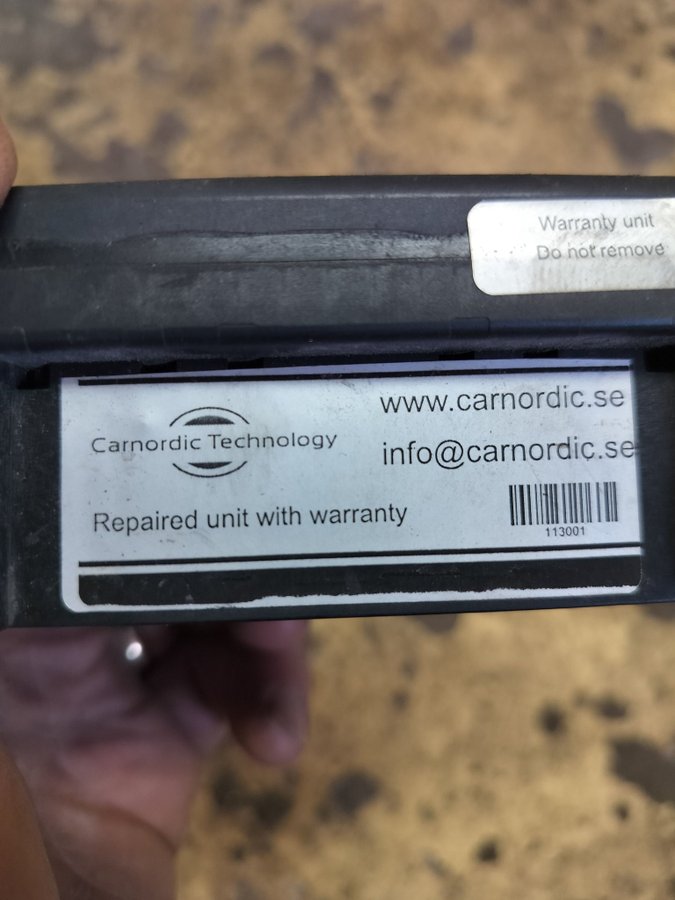 Warranty unit
Do not remove
www.carnordic.se
Carnordic Technology
info@carnordic.se
Repaired unit with warranty
113001